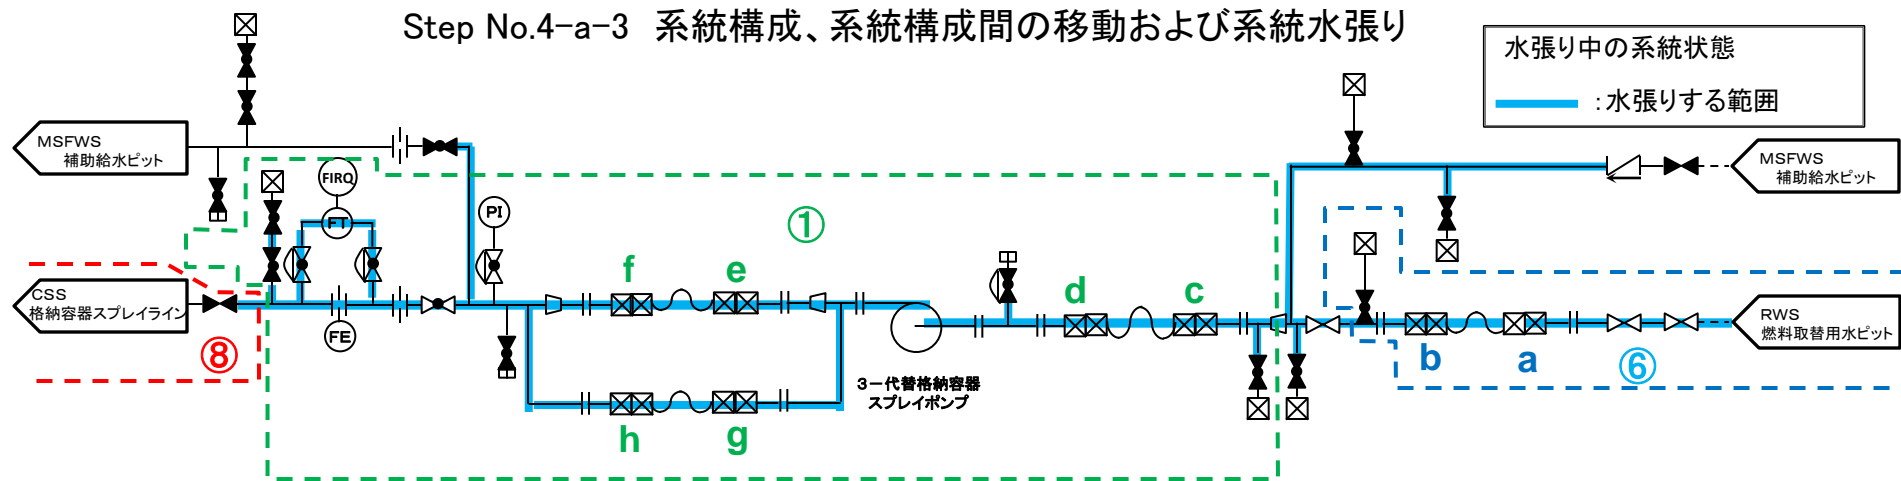 Step No.4-a-3 系統構成、系統構成間の移動および系統水張り
水張り中の系統状態
：水張りする範囲
MSFWS
補助給水ピット
MSFWS
補助給水ピット
FIRQ
FT
PI
①
f
e
d
c
CSS
格納容器スプレイライン
FE
⑧
RWS
燃料取替用水ピット
b
a
⑥
3－代替格納容器
スプレイポンプ
h
g